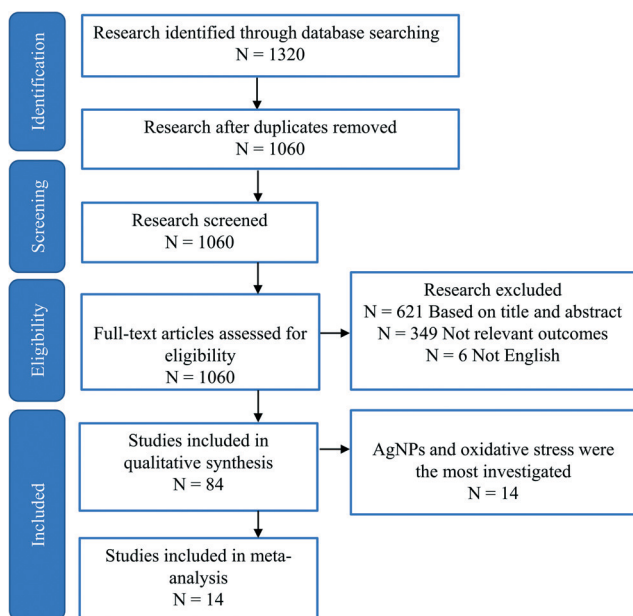 Identification
Research identified through database searching
N = 1320
Research after duplicates removed
N = 1060
Screening
Research screened
N = 1060
Eligibility
Full-text articles assessed for
eligibility
N = 1060
Research excluded
N = 621 Based on title and abstract
N = 349 Not relevant outcomes
N = 6 Not English
Included
Studies included in
qualitative synthesis
N = 84
AgNPs and oxidative stress were
the most investigated
N = 14
Studies included in meta-
analysis
N = 14